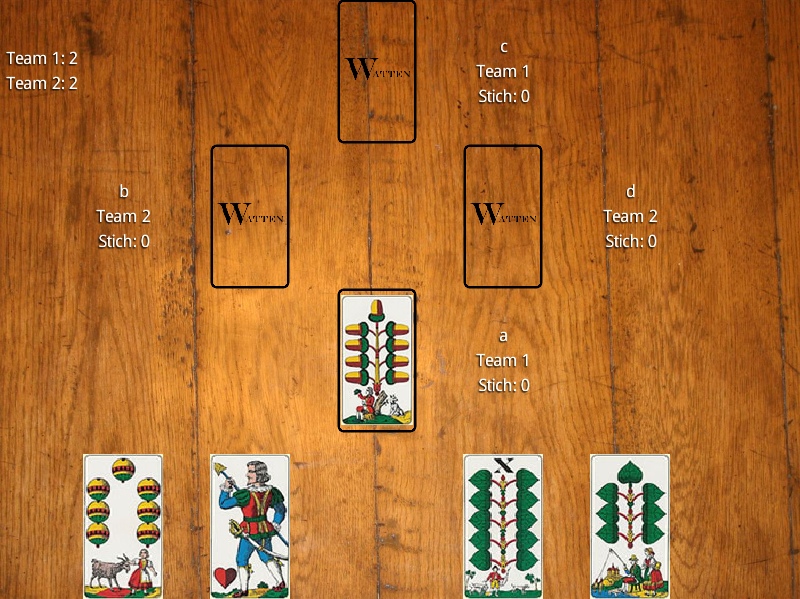 WATTEN
c
Team 1: 2
Team 1
Team 2: 2
Stich: 0
b
Team 2
Stich: 0
WATTEN
WATTEN
d
Team 2
Stich: 0
a
Team 1
Stich: 0
X